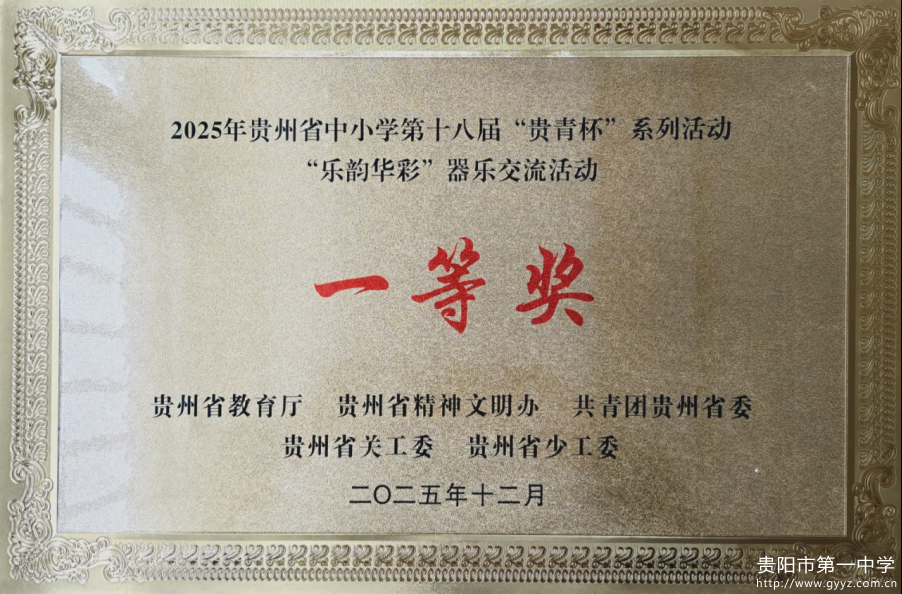 2025年贵州省中小学第十八届“贵青杯”系列活动
“乐韵华彩”器乐交流活动
一等奖
贵州省教育厅 贵州省精神文明办 共青团贵州省委
贵州省关工委 贵州省少工委
二〇二五年十二月
贵阳市第一中学
http://www.gyyz.com.cn